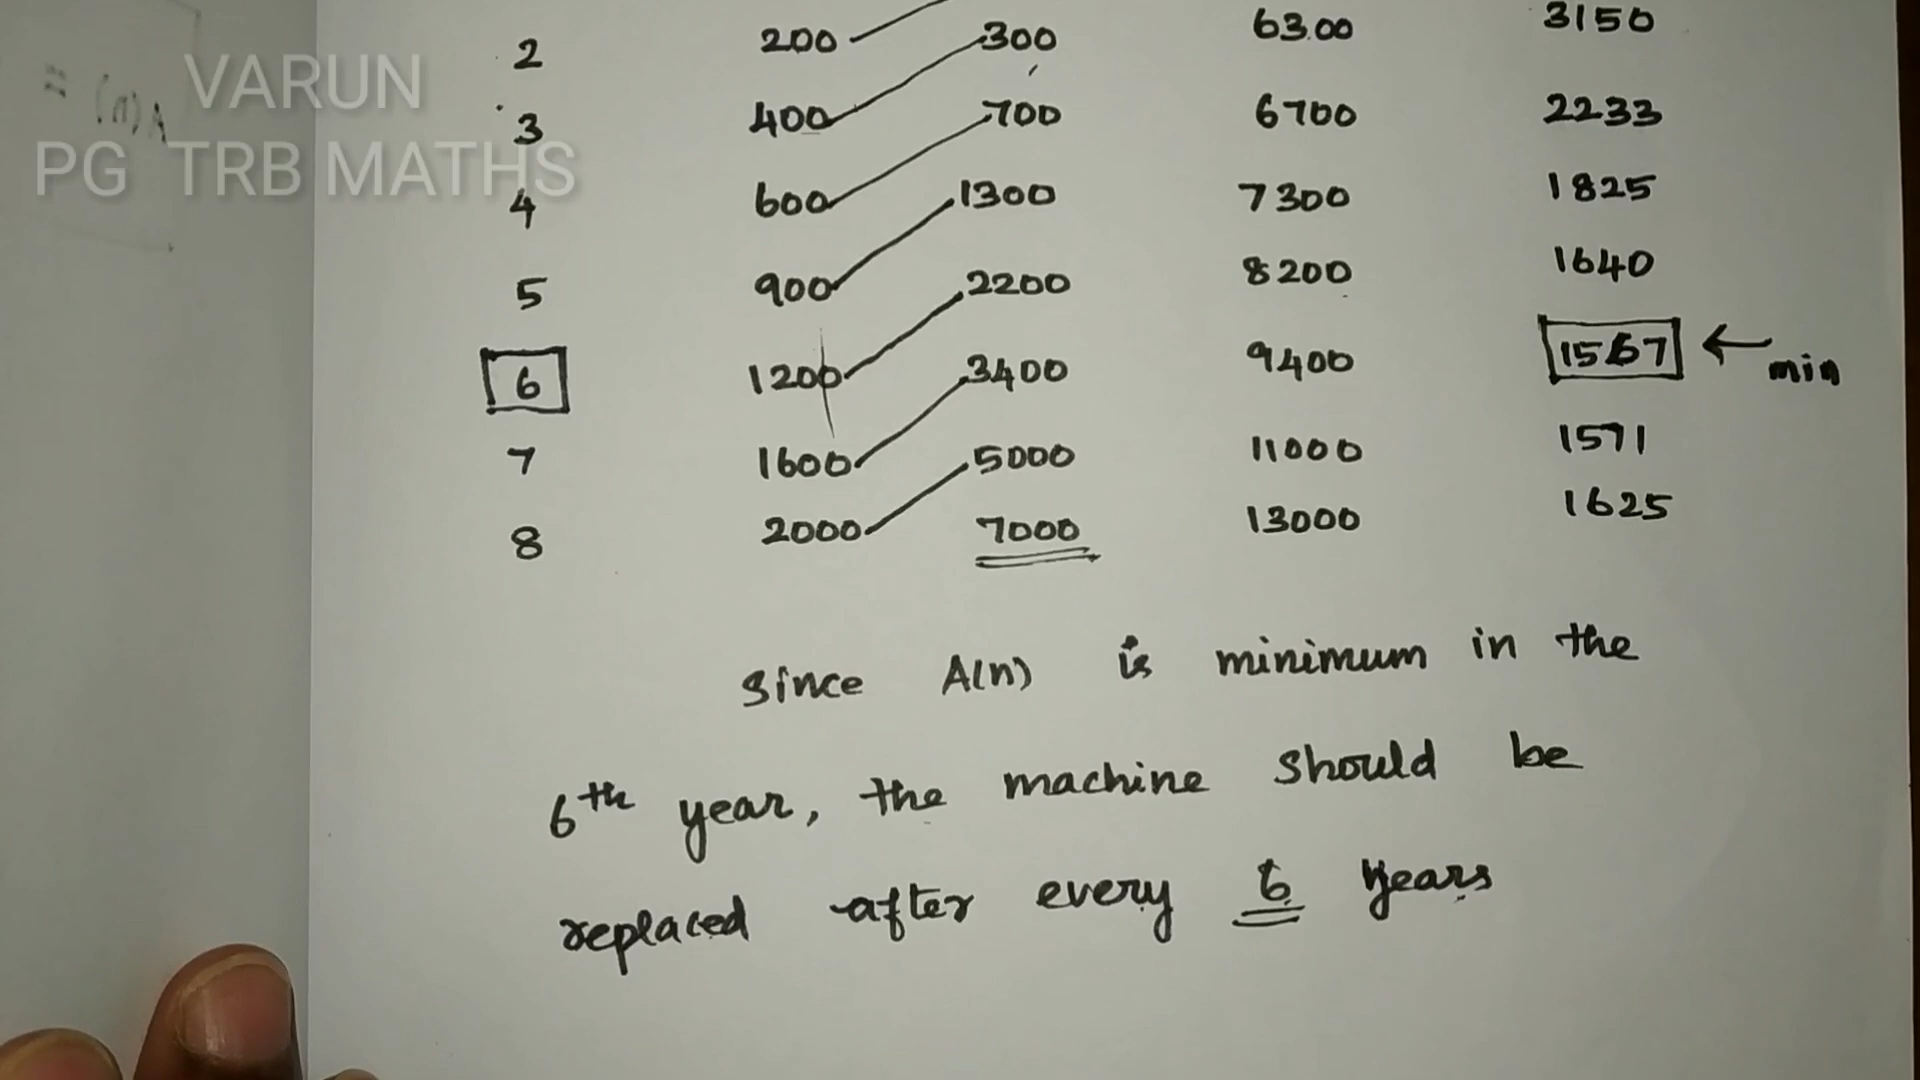 VARUN
PG TRB MATHS
2 200 300 6300 3150
3 400 700 6700 2233
4 600 1300 7300 1825
5 900 2200 8200 1640
6 1200 3400 9400 1567 ← min
7 1600 5000 11000 1571
8 2000 7000 13000 1625
Since A(n) is minimum in the
6th year, the machine should be
replaced after every 6 years